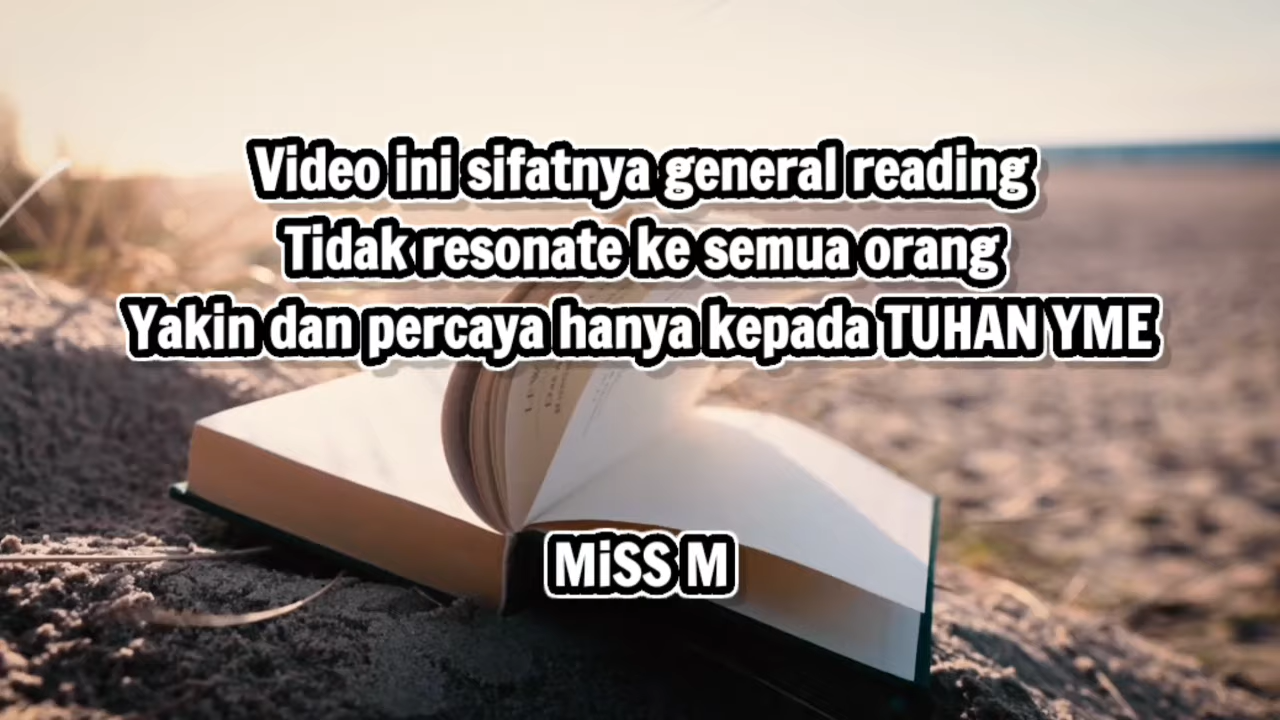 Video ini sifatnya general reading
Tidak resonate ke semua orang
Yakin dan percaya hanya kepada TUHAN YME
MiSS M